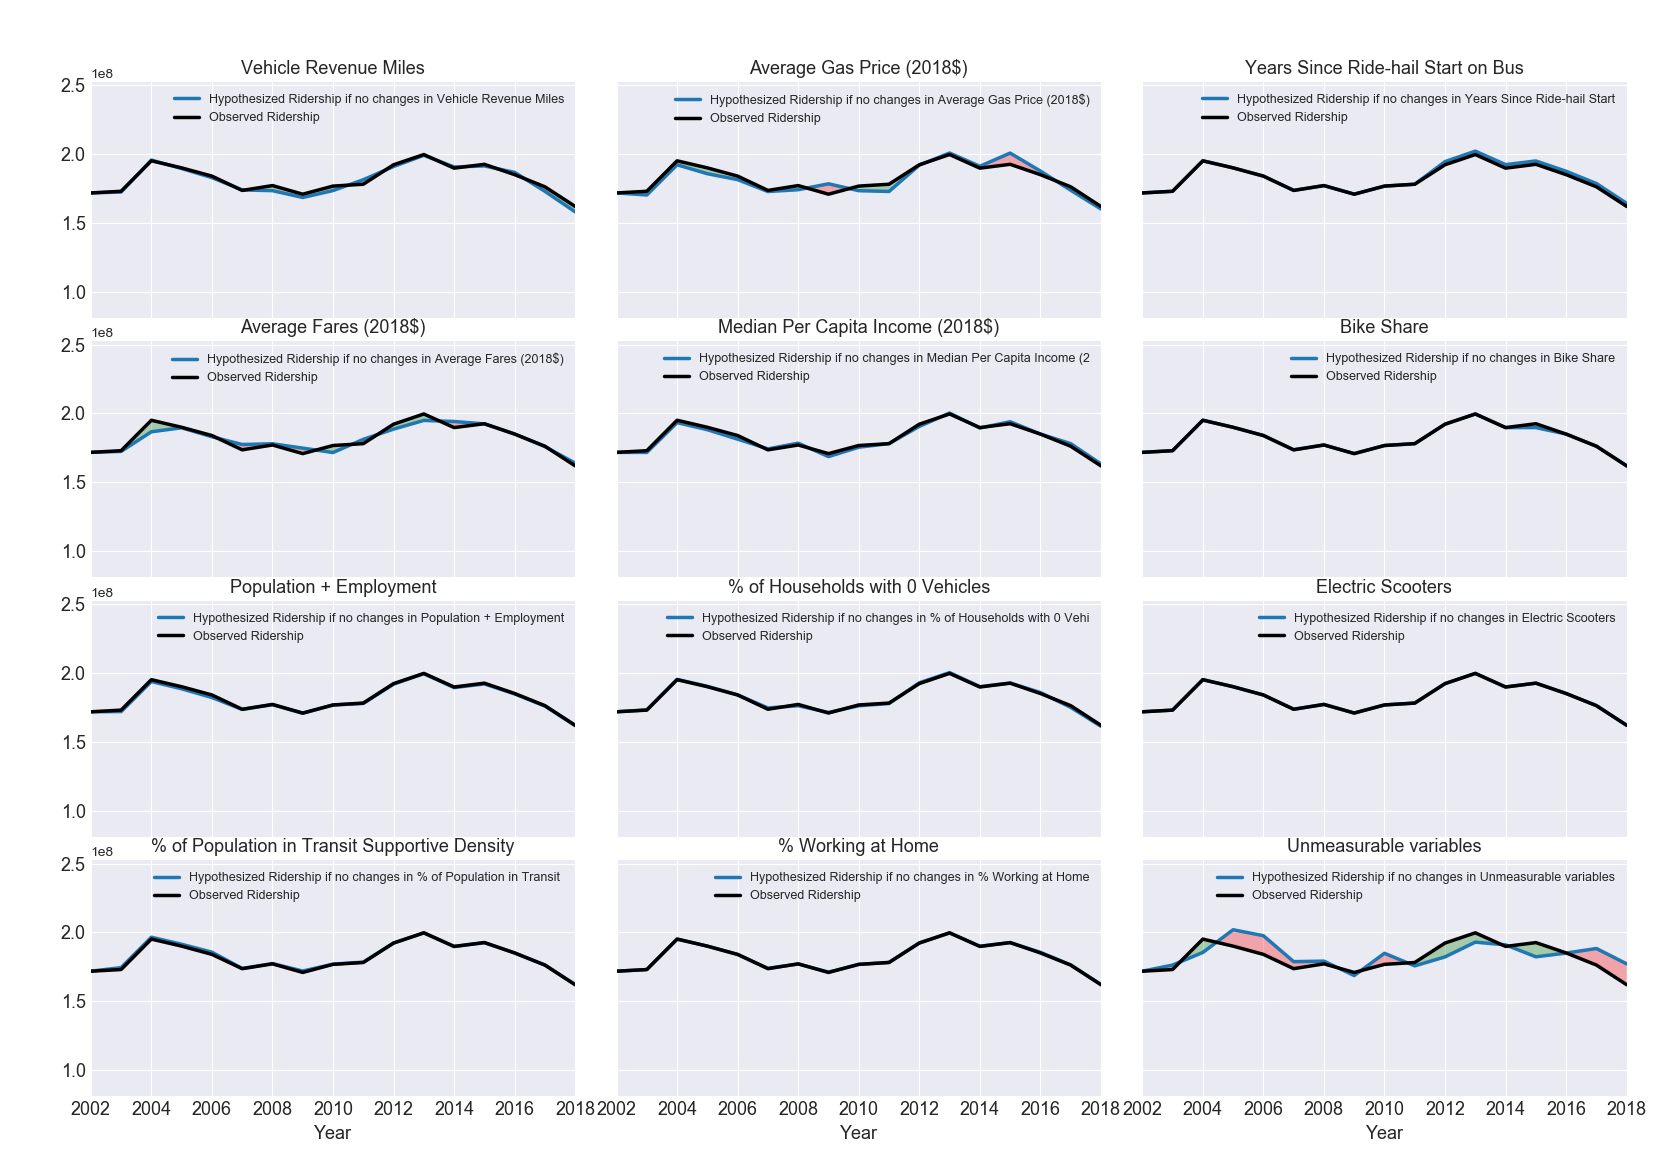 Vehicle Revenue Miles
1e8
2.5
2.0
1.5
1.0
Hypothesized Ridership if no changes in Vehicle Revenue Miles
Observed Ridership
Average Gas Price (2018$)
Hypothesized Ridership if no changes in Average Gas Price (2018$)
Observed Ridership
Years Since Ride-hail Start on Bus
Hypothesized Ridership if no changes in Years Since Ride-hail Start
Observed Ridership
Average Fares (2018$)
1e8
2.5
2.0
1.5
1.0
Hypothesized Ridership if no changes in Average Fares (2018$)
Observed Ridership
Median Per Capita Income (2018$)
Hypothesized Ridership if no changes in Median Per Capita Income (2
Observed Ridership
Bike Share
Hypothesized Ridership if no changes in Bike Share
Observed Ridership
Population + Employment
1e8
2.5
2.0
1.5
1.0
Hypothesized Ridership if no changes in Population + Employment
Observed Ridership
% of Households with 0 Vehicles
Hypothesized Ridership if no changes in % of Households with 0 Vehi
Observed Ridership
Electric Scooters
Hypothesized Ridership if no changes in Electric Scooters
Observed Ridership
% of Population in Transit Supportive Density
1e8
2.5
2.0
1.5
1.0
Hypothesized Ridership if no changes in % of Population in Transit
Observed Ridership
2002 2004 2006 2008 2010 2012 2014 2016 2018
Year
% Working at Home
Hypothesized Ridership if no changes in % Working at Home
Observed Ridership
2002 2004 2006 2008 2010 2012 2014 2016 2018
Year
Unmeasurable variables
Hypothesized Ridership if no changes in Unmeasurable variables
Observed Ridership
2002 2004 2006 2008 2010 2012 2014 2016 2018
Year